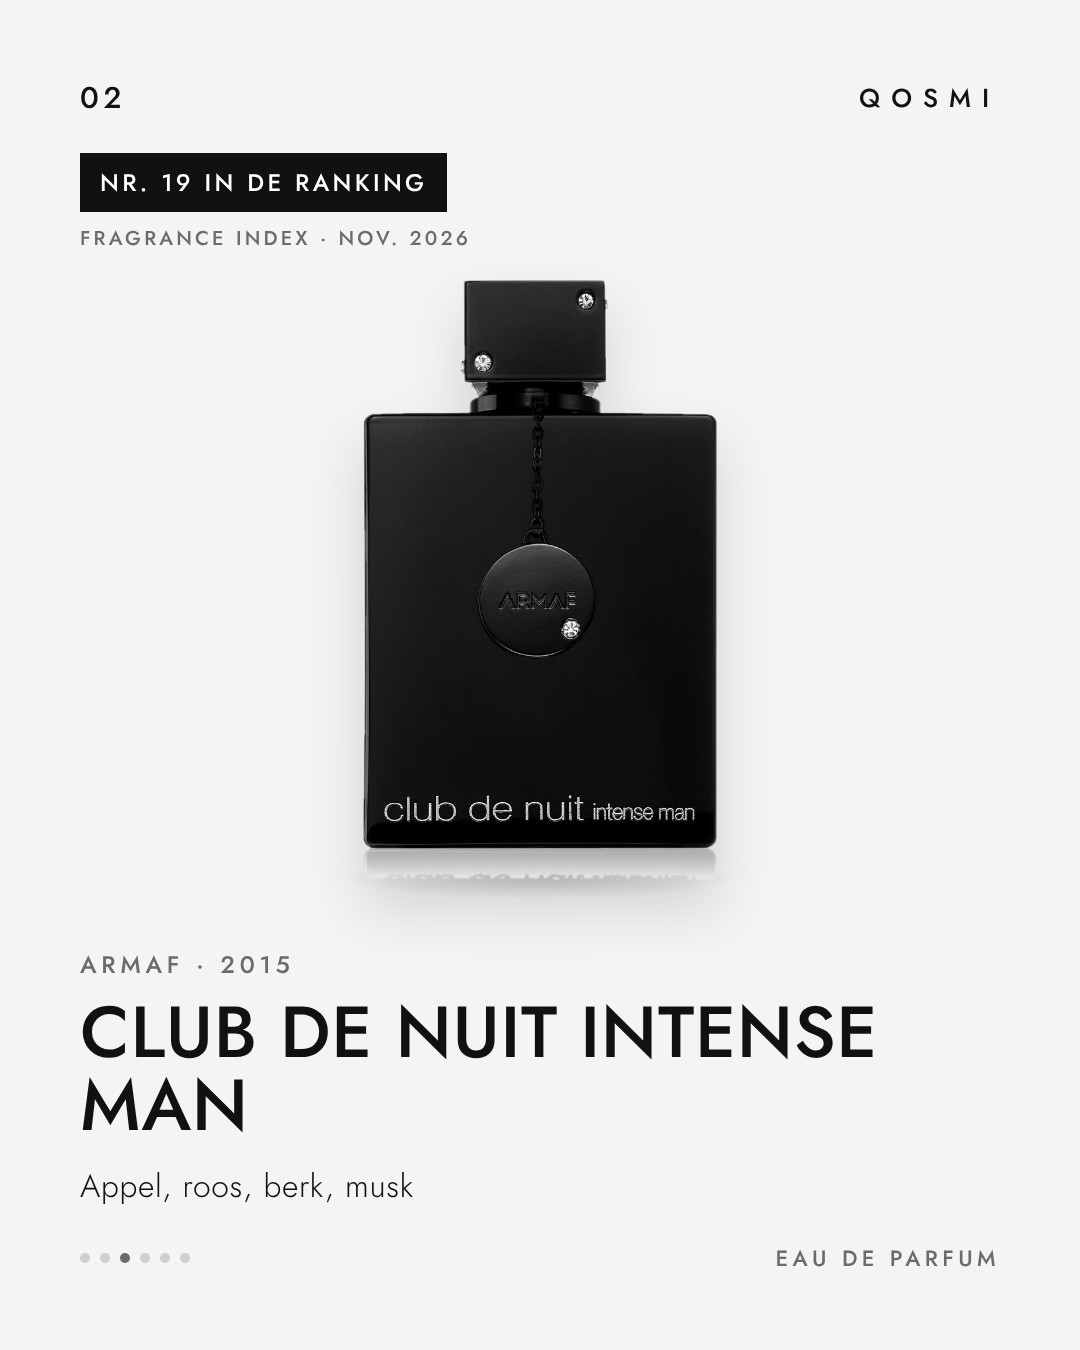 02
QOSMI
NR. 19 IN DE RANKING
FRAGRANCE INDEX · NOV. 2026
ARMAF
club de nuit intense man
ARMAF · 2015
CLUB DE NUIT INTENSE
MAN
Appel, roos, berk, musk
EAU DE PARFUM